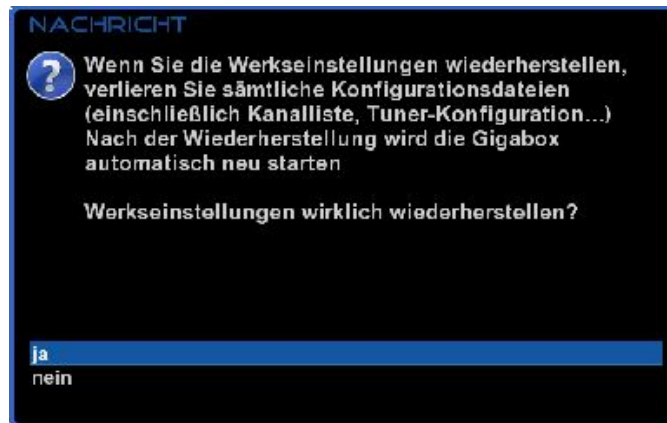 NACHRICHT
Wenn Sie die Werkseinstellungen wiederherstellen,
verlieren Sie sämtliche Konfigurationsdateien
(einschließlich Kanalliste, Tuner-Konfiguration...)
Nach der Wiederherstellung wird die Gigabox
automatisch neu starten
Werkseinstellungen wirklich wiederherstellen?
ja
nein